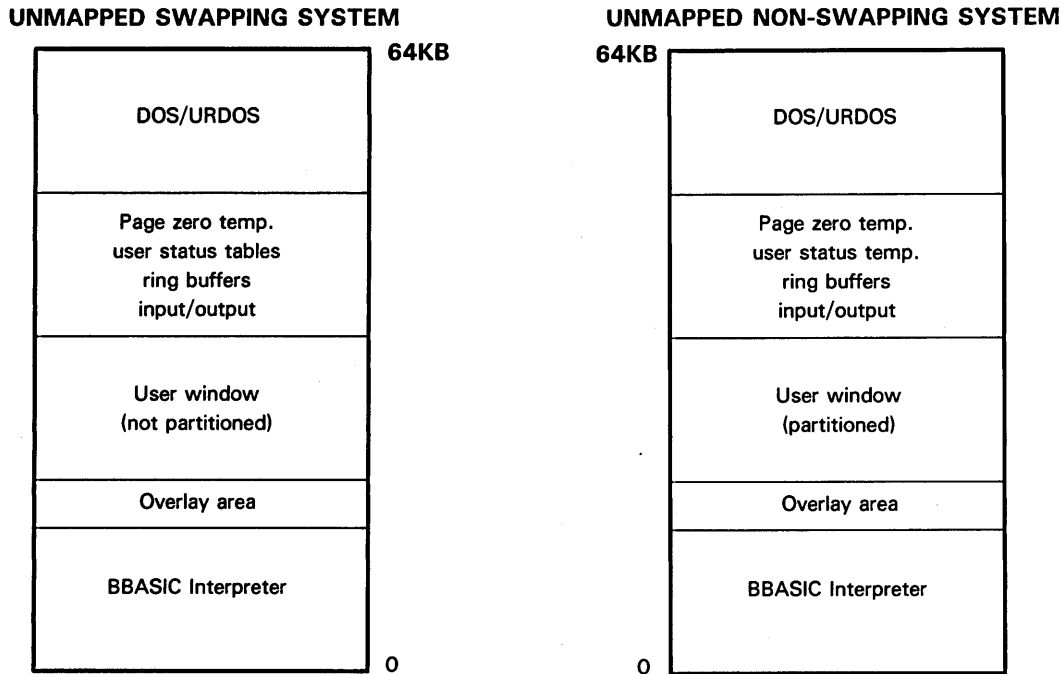 UNMAPPED SWAPPING SYSTEM
64KB
DOS/URDOS
Page zero temp.
user status tables
ring buffers
input/output
User window
(not partitioned)
Overlay area
BBASIC Interpreter
0
UNMAPPED NON-SWAPPING SYSTEM
64KB
DOS/URDOS
Page zero temp.
user status temp.
ring buffers
input/output
User window
(partitioned)
Overlay area
BBASIC Interpreter
0